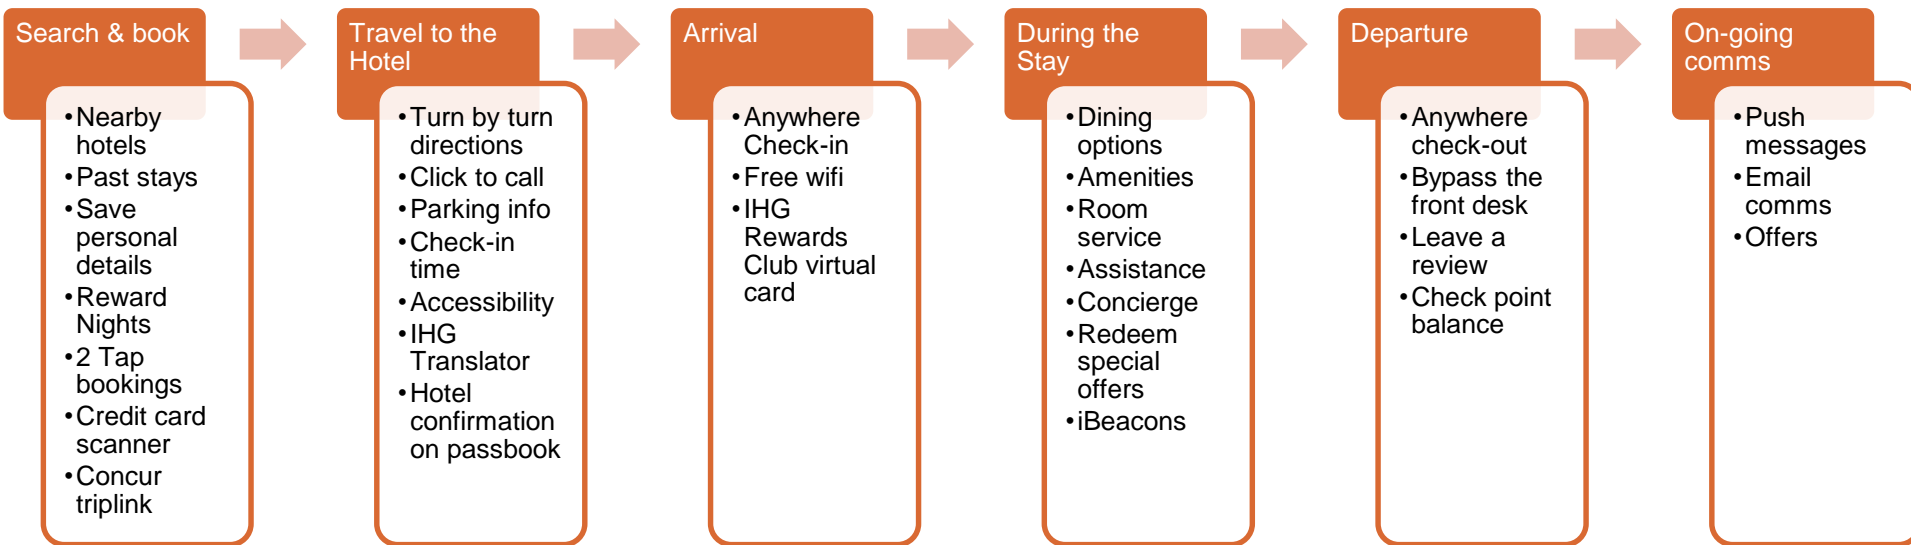 Search & book
•Nearby
hotels
•Past stays
•Save
personal
details
•Reward
Nights
•2 Tap
bookings
•Credit card
scanner
•Concur
triplink
Travel to the
Hotel
•Turn by turn
directions
•Click to call
•Parking info
•Check-in
time
•Accessibility
•IHG
Translator
•Hotel
confirmation
on passbook
Arrival
•Anywhere
Check-in
•Free wifi
•IHG
Rewards
Club virtual
card
During the
Stay
•Dining
options
•Amenities
•Room
service
•Assistance
•Concierge
•Redeem
special
offers
•iBeacons
Departure
•Anywhere
check-out
•Bypass the
front desk
•Leave a
review
•Check point
balance
On-going
comms
•Push
messages
•Email
comms
•Offers